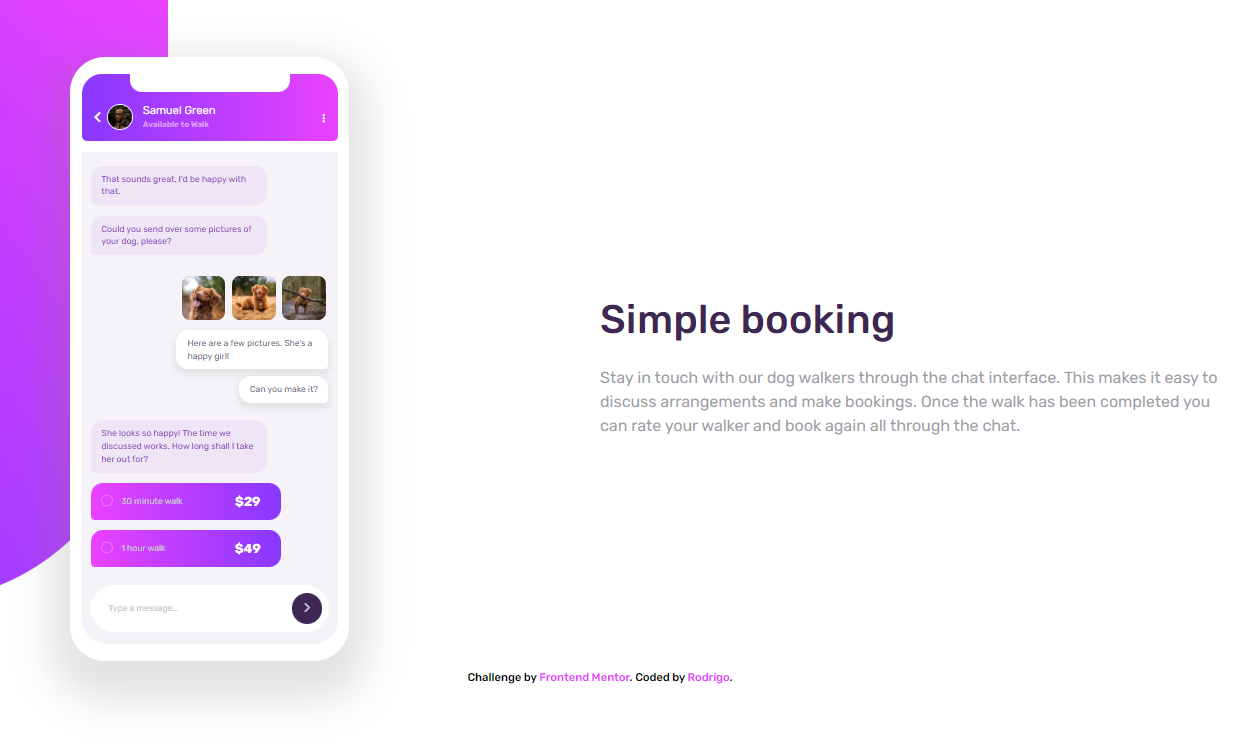 Samuel Green
Available to Walk
That sounds great. I'd be happy with
that.
Could you send over some pictures of
your dog, please?
Here are a few pictures. She's a
happy girl!
Can you make it?
She looks so happy! The time we
discussed works. How long shall I take
her out for?
30 minute walk $29
1 hour walk $49
Type a message…
Simple booking
Stay in touch with our dog walkers through the chat interface. This makes it easy to
discuss arrangements and make bookings. Once the walk has been completed you
can rate your walker and book again all through the chat.
Challenge by Frontend Mentor. Coded by Rodrigo.